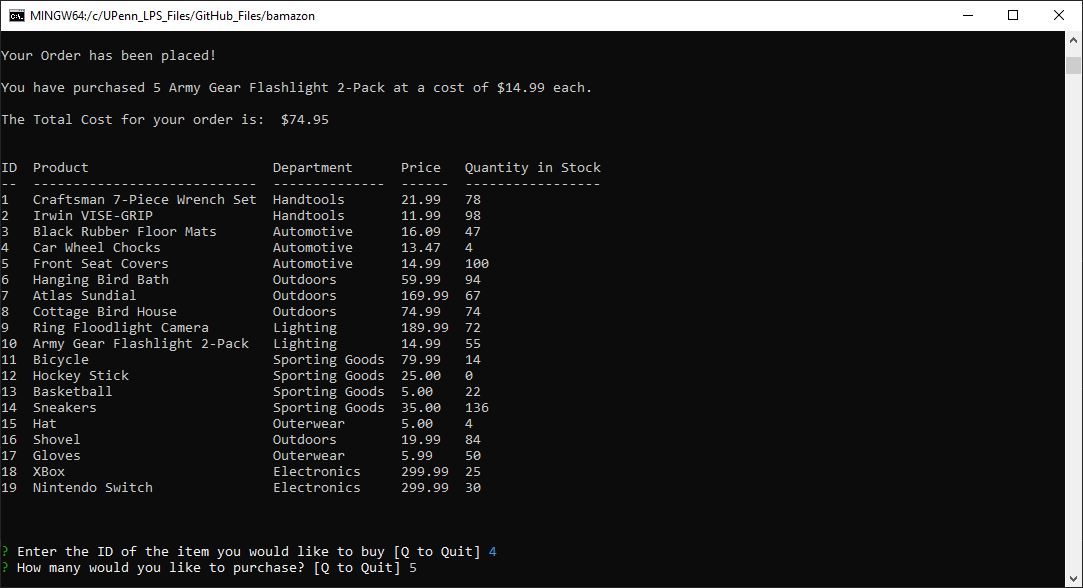 MINGW64:/c/UPenn_LPS_Files/GitHub_Files/bamazon
Your Order has been placed!
You have purchased 5 Army Gear Flashlight 2-Pack at a cost of $14.99 each.
The Total Cost for your order is:  $74.95
ID  Product                       Department      Price   Quantity in Stock
--  ----------------------------  --------------  ------  -----------------
1   Craftsman 7-Piece Wrench Set  Handtools       21.99   78
2   Irwin VISE-GRIP               Handtools       11.99   98
3   Black Rubber Floor Mats       Automotive      16.09   47
4   Car Wheel Chocks              Automotive      13.47   4
5   Front Seat Covers             Automotive      14.99   100
6   Hanging Bird Bath             Outdoors        59.99   94
7   Atlas Sundial                 Outdoors        169.99  67
8   Cottage Bird House            Outdoors        74.99   74
9   Ring Floodlight Camera        Lighting        189.99  72
10  Army Gear Flashlight 2-Pack   Lighting        14.99   55
11  Bicycle                       Sporting Goods  79.99   14
12  Hockey Stick                  Sporting Goods  25.00   0
13  Basketball                    Sporting Goods  5.00    22
14  Sneakers                      Sporting Goods  35.00   136
15  Hat                           Outerwear       5.00    4
16  Shovel                        Outdoors        19.99   84
17  Gloves                        Outerwear       5.99    50
18  XBox                          Electronics     299.99  25
19  Nintendo Switch               Electronics     299.99  30
? Enter the ID of the item you would like to buy [Q to Quit] 4
? How many would you like to purchase? [Q to Quit] 5